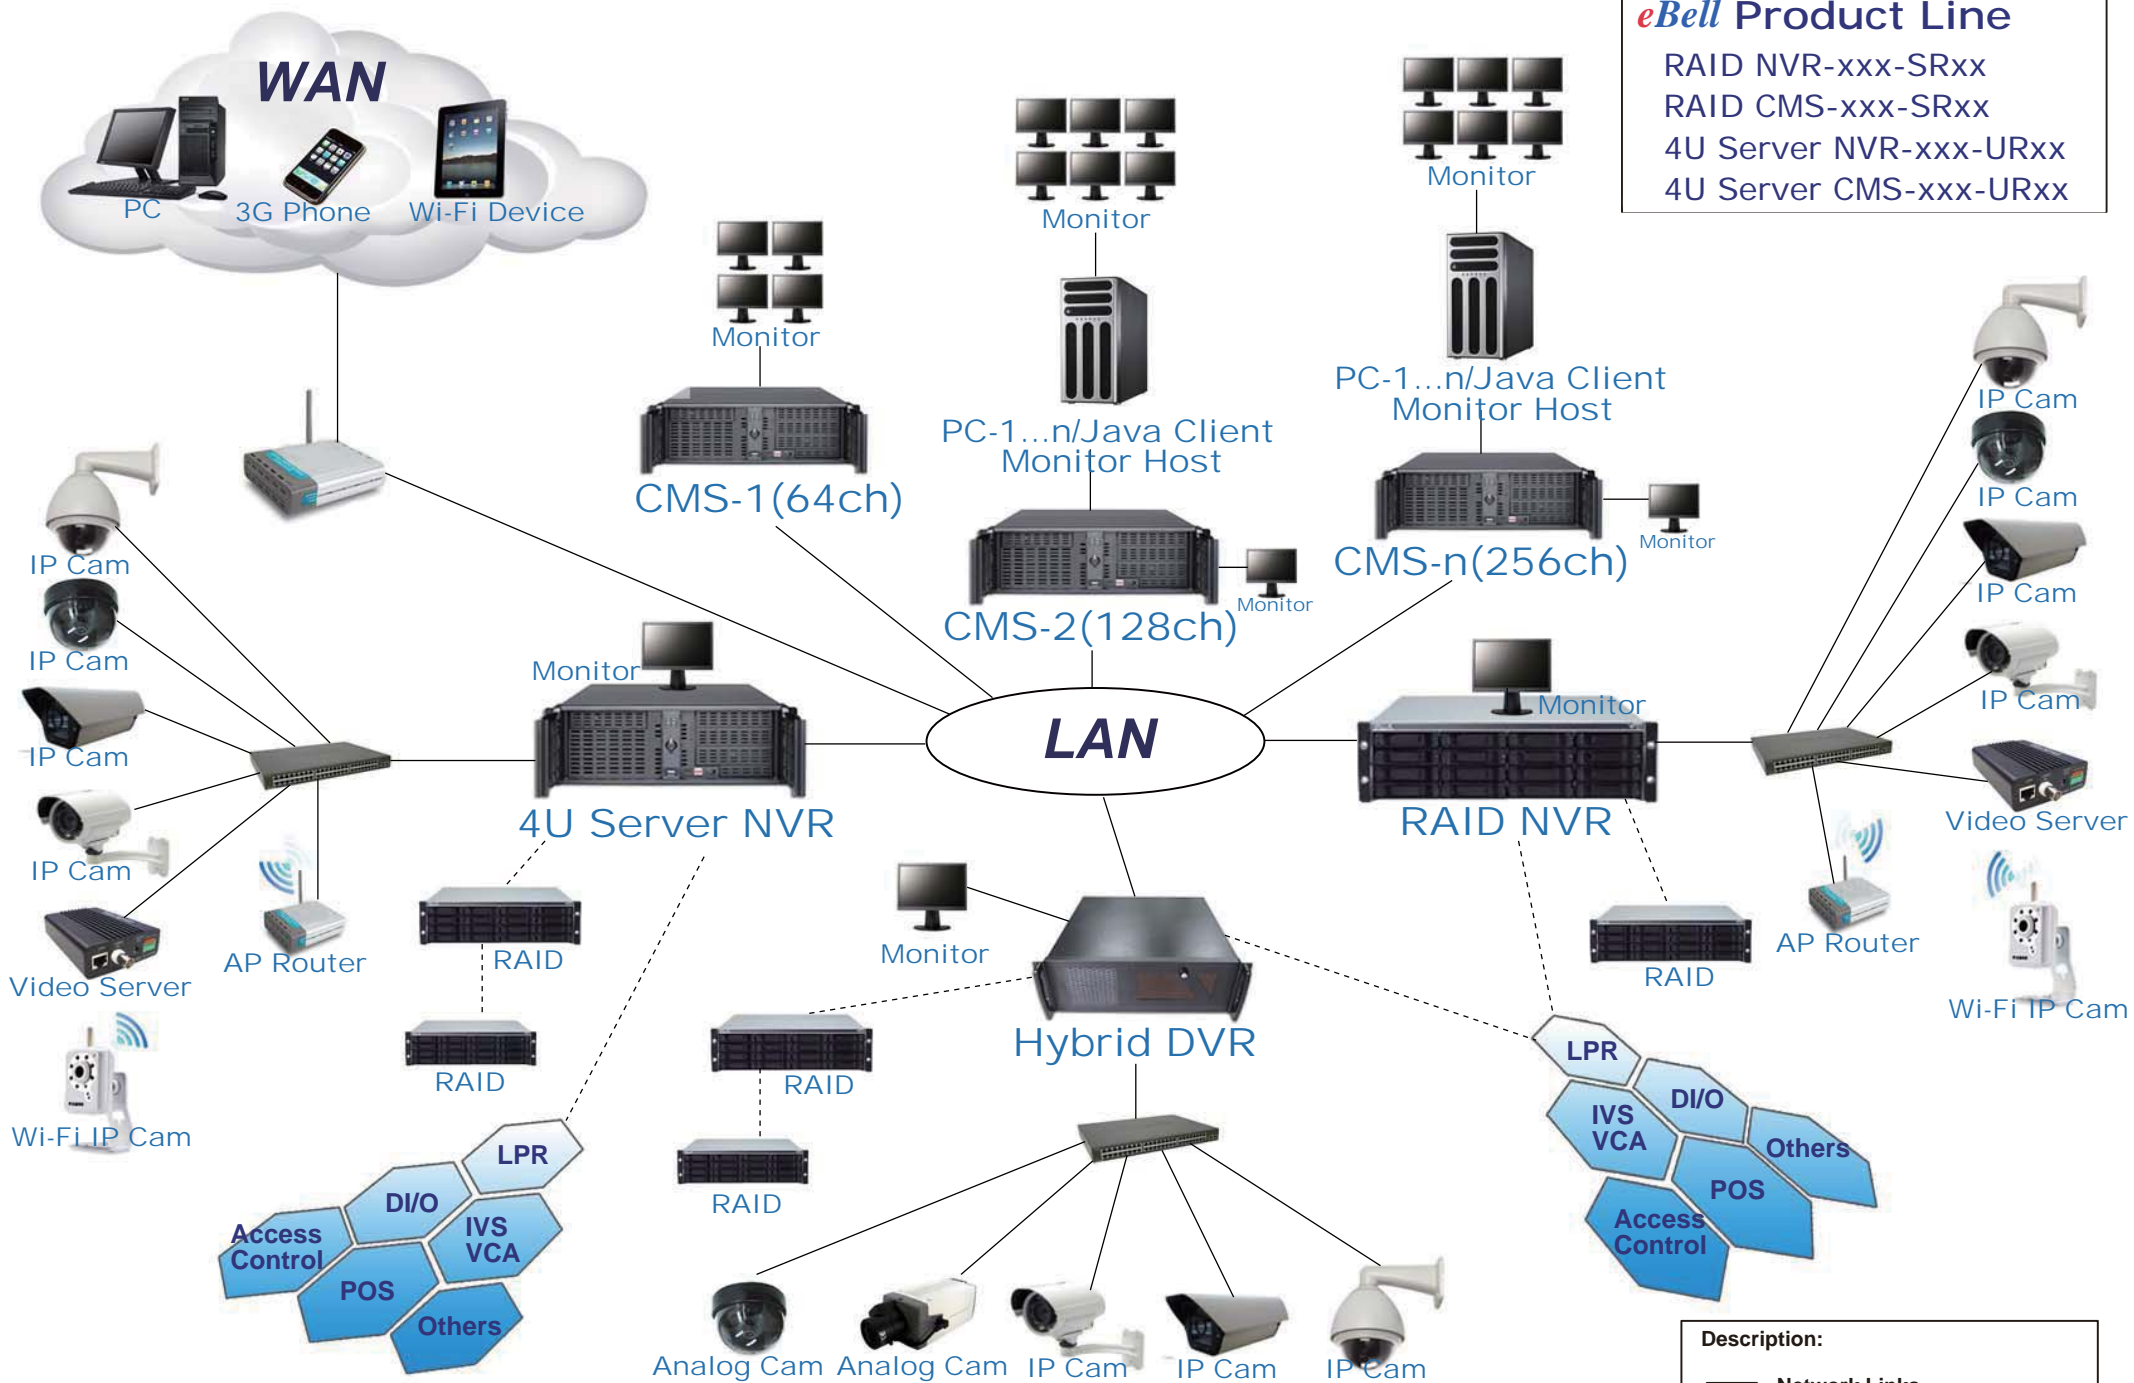 eBell Product Line
RAID NVR-xxx-SRxx
RAID CMS-xxx-SRxx
4U Server NVR-xxx-URxx
4U Server CMS-xxx-URxx
WAN
PC
3G Phone
Wi-Fi Device
Monitor
Monitor
Monitor
PC-1...n/Java Client
Monitor Host
PC-1...n/Java Client
Monitor Host
CMS-1(64ch)
CMS-2(128ch)
Monitor
CMS-n(256ch)
Monitor
IP Cam
IP Cam
IP Cam
IP Cam
Video Server
AP Router
Wi-Fi IP Cam
Monitor
4U Server NVR
RAID
RAID
LAN
Monitor
RAID NVR
RAID
IP Cam
IP Cam
IP Cam
IP Cam
Video Server
AP Router
Wi-Fi IP Cam
Monitor
Hybrid DVR
RAID
RAID
LPR
DI/O
IVS
VCA
Access
Control
POS
Others
LPR
DI/O
IVS
VCA
Others
POS
Access
Control
Analog Cam
Analog Cam
IP Cam
IP Cam
IP Cam
Description:
Network Links